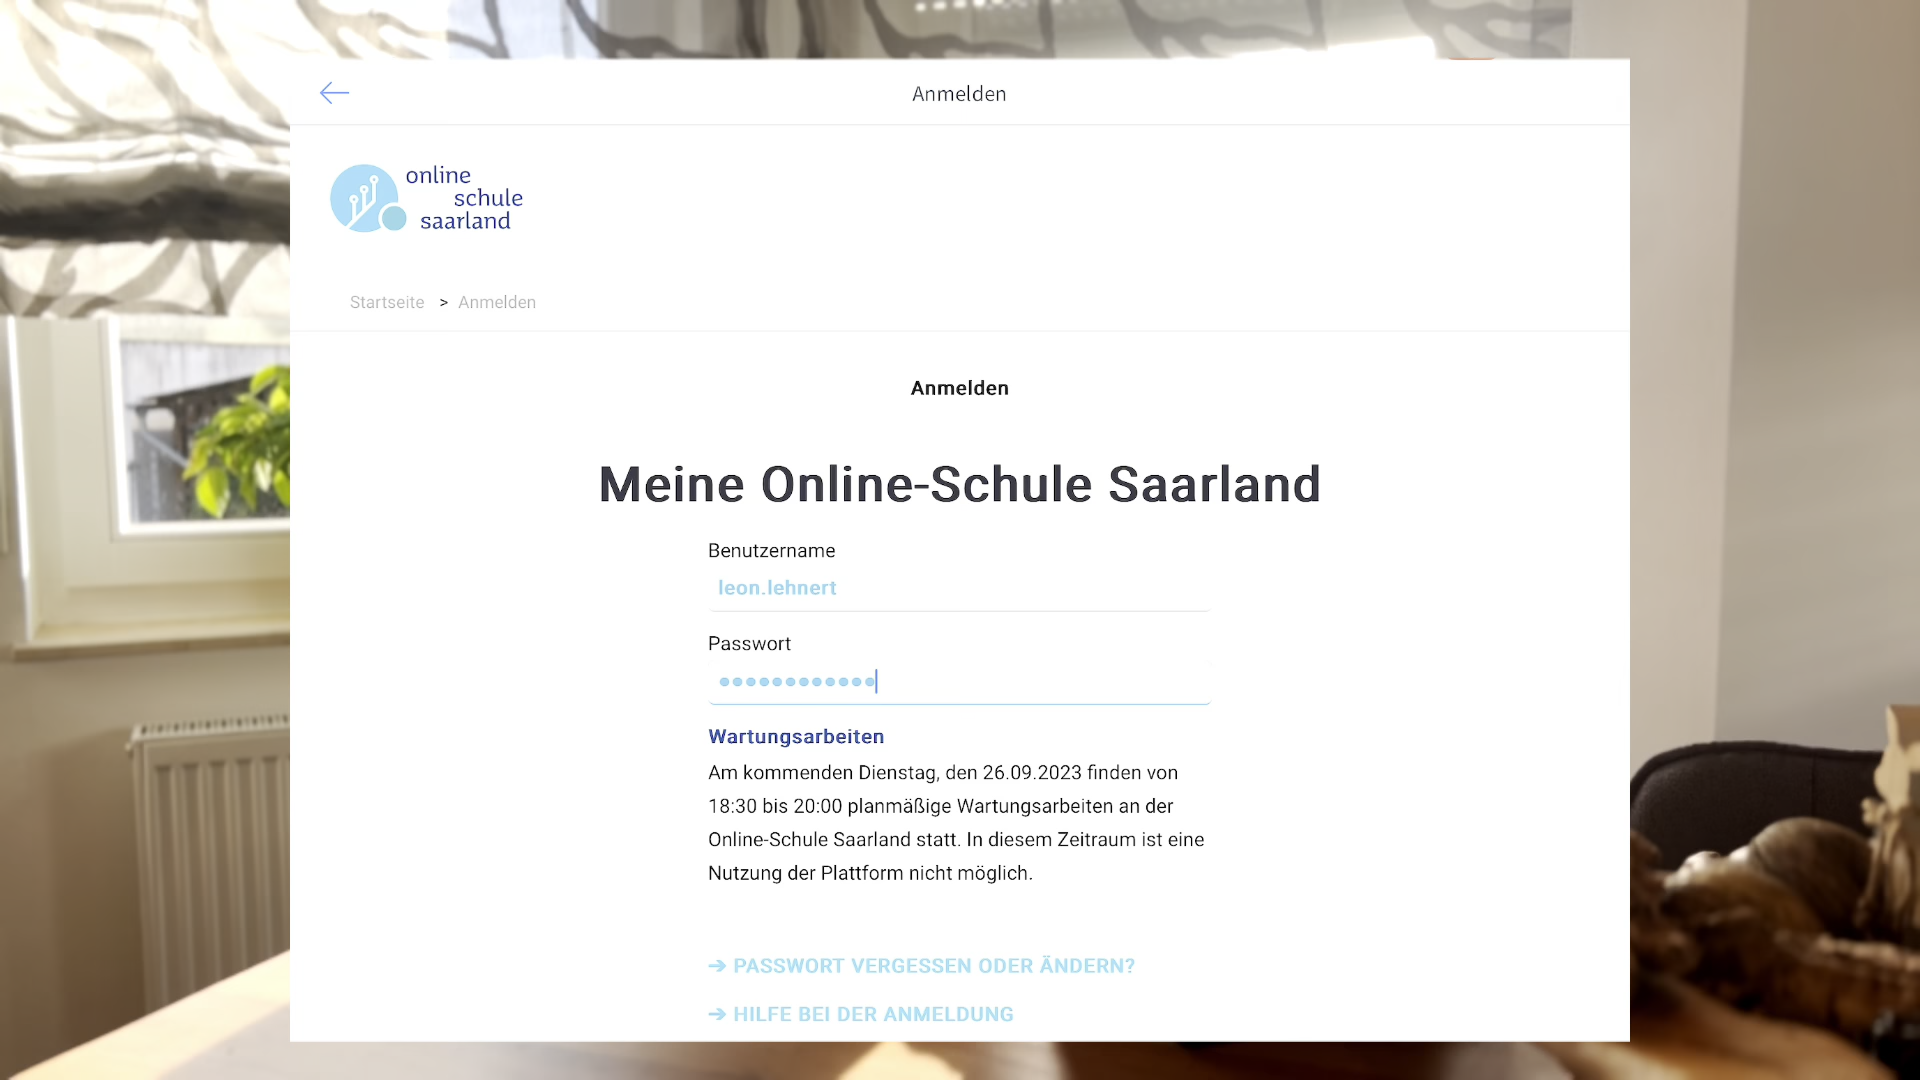 Anmelden
online
schule
saarland
Startseite > Anmelden
Anmelden
Meine Online-Schule Saarland
Benutzername
leon.lehnert
Passwort
Wartungsarbeiten
Am kommenden Dienstag, den 26.09.2023 finden von
18:30 bis 20:00 planmäßige Wartungsarbeiten an der
Online-Schule Saarland statt. In diesem Zeitraum ist eine
Nutzung der Plattform nicht möglich.
➔ PASSWORT VERGESSEN ODER ÄNDERN?
➔ HILFE BEI DER ANMELDUNG